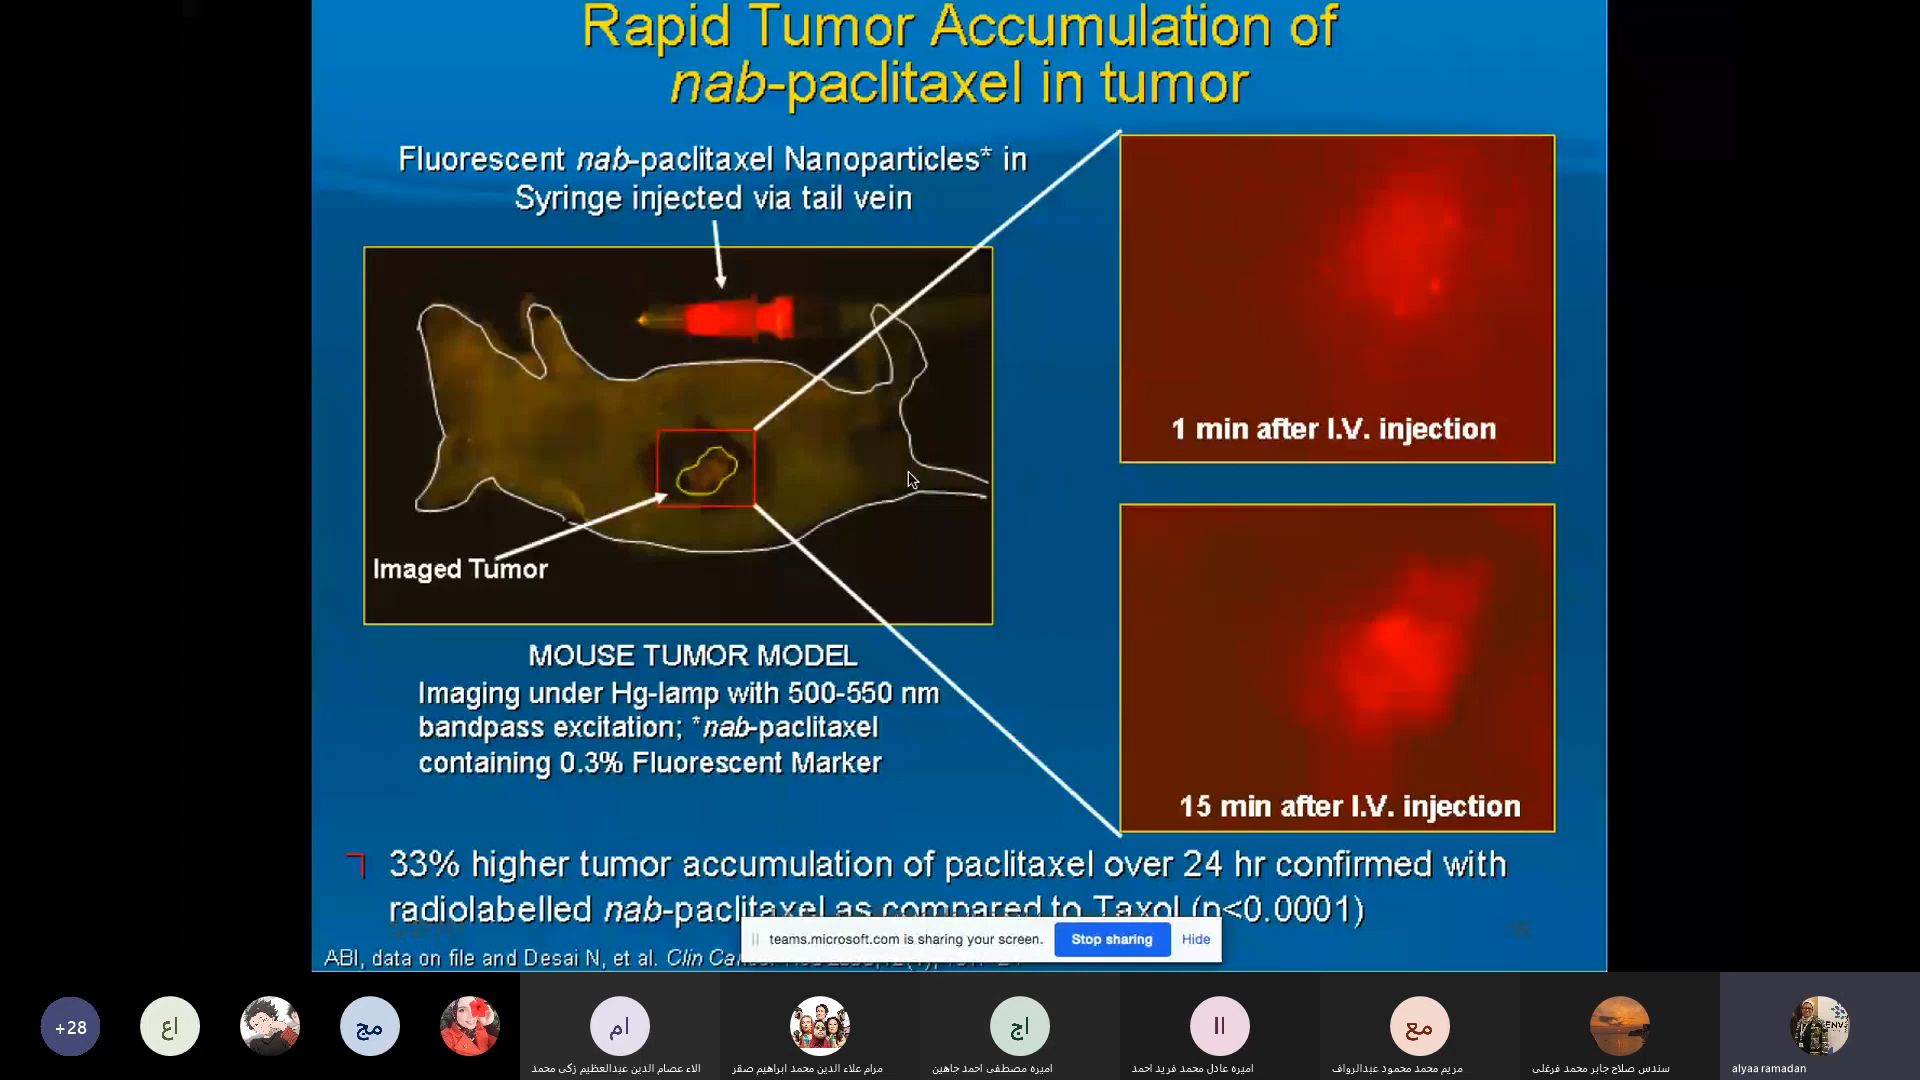 Rapid Tumor Accumulation of
nab-paclitaxel in tumor
Fluorescent nab-paclitaxel Nanoparticles* in
Syringe injected via tail vein
Imaged Tumor
1 min after I.V. injection
15 min after I.V. injection
MOUSE TUMOR MODEL
Imaging under Hg-lamp with 500-550 nm
bandpass excitation; *nab-paclitaxel
containing 0.3% Fluorescent Marker
33% higher tumor accumulation of paclitaxel over 24 hr confirmed with
radiolabelled nab-paclitaxel as compared to Taxol (p<0.0001)
teams.microsoft.com is sharing your screen.
Stop sharing
Hide
ABI, data on file and Desai N, et al. Clin
+28
اع
مج
ام
اج
اا
مع
ENV
الاء عصام الدين عبدالعظيم زكى محمد
مرام علاء الدين محمد ابراهيم صقر
اميره مصطفى احمد جاهين
اميره عادل محمد فريد احمد
مريم محمد محمود عبدالرواف
سندس صلاح جابر محمد فرغلى
alyaa ramadan